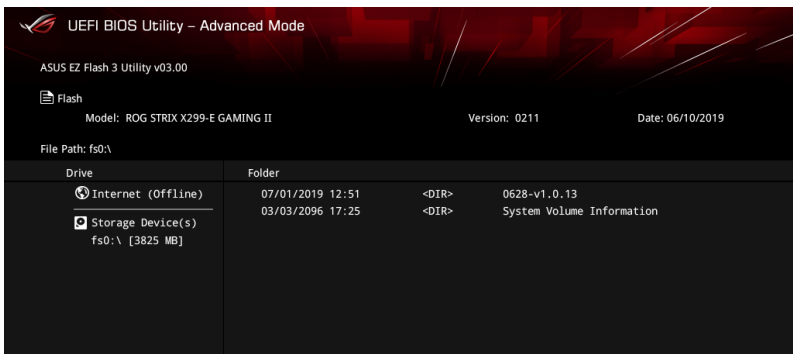 UEFI BIOS Utility – Advanced Mode
ASUS EZ Flash 3 Utility v03.00
Flash
Model: ROG STRIX X299-E GAMING II Version: 0211 Date: 06/10/2019
File Path: fs0:\
Drive Folder
Internet (Offline) 07/01/2019 12:51 <DIR> 0628-v1.0.13
03/03/2096 17:25 <DIR> System Volume Information
Storage Device(s)
fs0:\ [3825 MB]